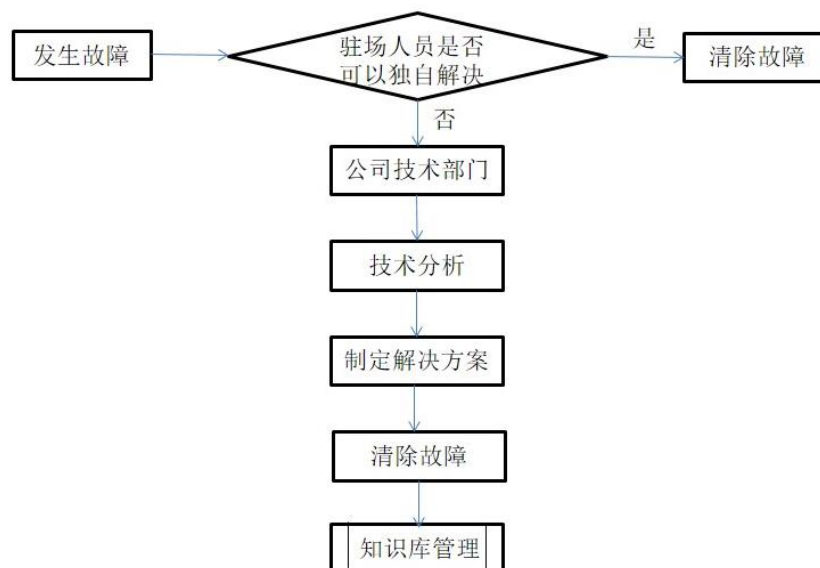 发生故障
驻场人员是否
可以独自解决
是
清除故障
否
公司技术部门
技术分析
制定解决方案
清除故障
知识库管理